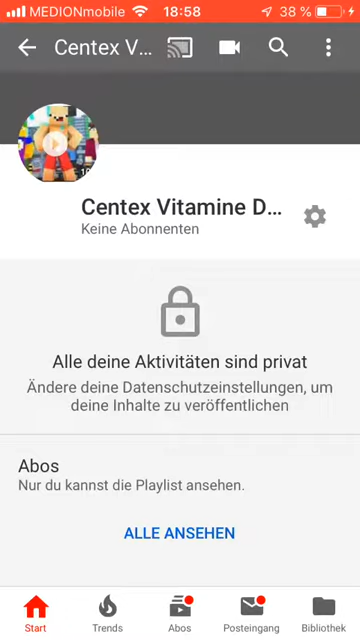 MEDIONmobile 18:58 38 %
Centex V...
Centex Vitamine D...
Keine Abonnenten
Alle deine Aktivitäten sind privat
Ändere deine Datenschutzeinstellungen, um
deine Inhalte zu veröffentlichen
Abos
Nur du kannst die Playlist ansehen.
ALLE ANSEHEN
Start Trends Abos Posteingang Bibliothek